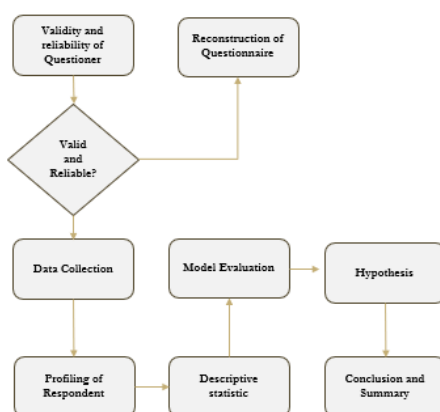 Validity and
reliability of
Questioner
Reconstruction of
Questionnaire
Valid
and
Reliable?
Data Collection
Model Evaluation
Hypothesis
Profiling of
Respondent
Descriptive
statistic
Conclusion and
Summary